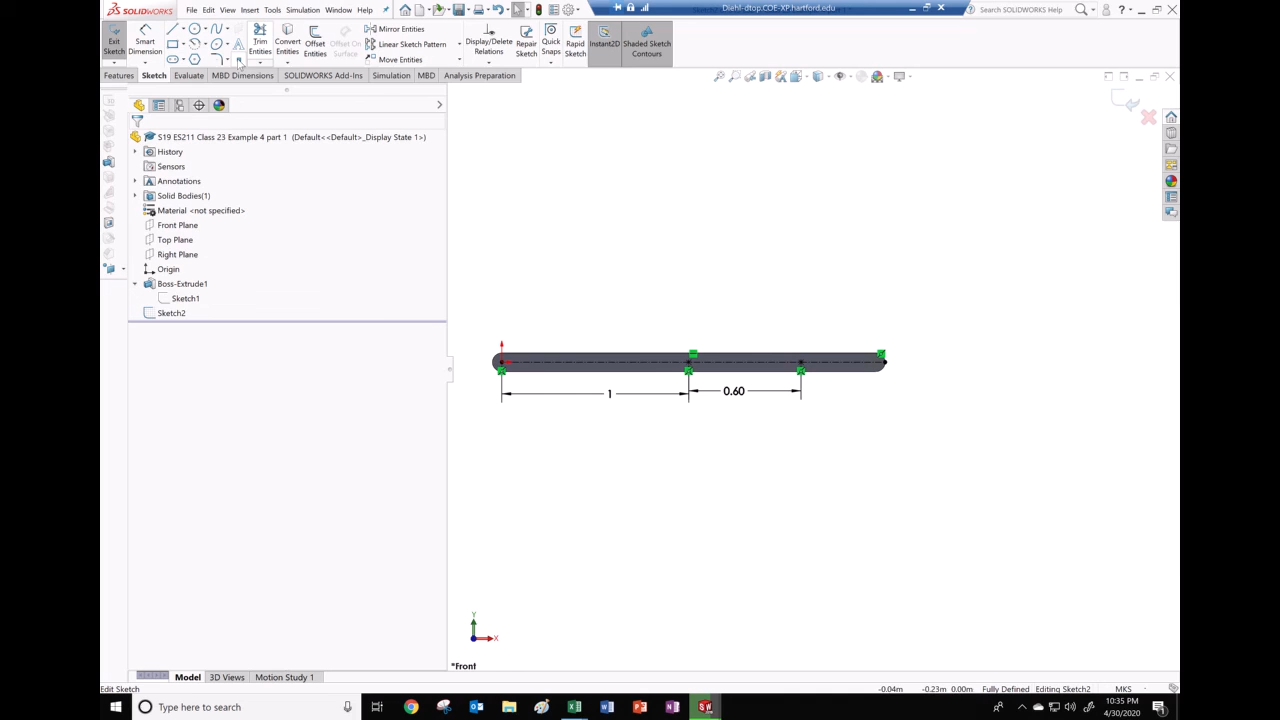 SOLIDWORKS File Edit View Insert Tools Simulation Window Help
Diehl-dtop.COE-XP.hartford.edu
Search SOLIDWORKS Help
Exit Sketch
Smart Dimension
Trim Entities
Convert Entities
Offset Entities
Offset On Surface
Mirror Entities
Linear Sketch Pattern
Move Entities
Display/Delete Relations
Repair Sketch
Quick Snaps
Rapid Sketch
Instant2D
Shaded Sketch Contours
Features Sketch Evaluate MBD Dimensions SOLIDWORKS Add-Ins Simulation MBD Analysis Preparation
S19 ES211 Class 23 Example 4 part 1 (Default<<Default>_Display State 1>)
History
Sensors
Annotations
Solid Bodies(1)
Material <not specified>
Front Plane
Top Plane
Right Plane
Origin
Boss-Extrude1
Sketch1
Sketch2
1
0.60
Y
X
*Front
Model 3D Views Motion Study 1
Edit Sketch
-0.04m -0.23m 0.00m Fully Defined Editing Sketch2 MKS
Type here to search
10:35 PM
4/30/2020